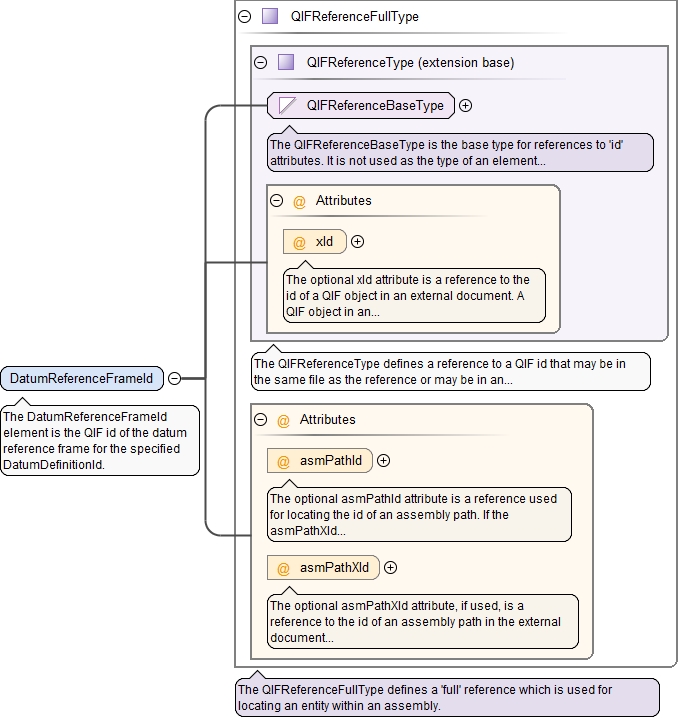 QIFReferenceFullType
QIFReferenceType (extension base)
QIFReferenceBaseType
The QIFReferenceBaseType is the base type for references to 'id'
attributes. It is not used as the type of an element...
@ Attributes
@ xId
The optional xId attribute is a reference to the
id of a QIF object in an external document. A
QIF object in an...
The QIFReferenceType defines a reference to a QIF id that may be in
the same file as the reference or may be in an...
DatumReferenceFrameId
The DatumReferenceFrameId
element is the QIF id of the datum
reference frame for the specified
DatumDefinitionId.
@ Attributes
@ asmPathId
The optional asmPathId attribute is a reference used
for locating the id of an assembly path. If the
asmPathXId...
@ asmPathXId
The optional asmPathXId attribute, if used, is a
reference to the id of an assembly path in the external
document...
The QIFReferenceFullType defines a 'full' reference which is used for
locating an entity within an assembly.